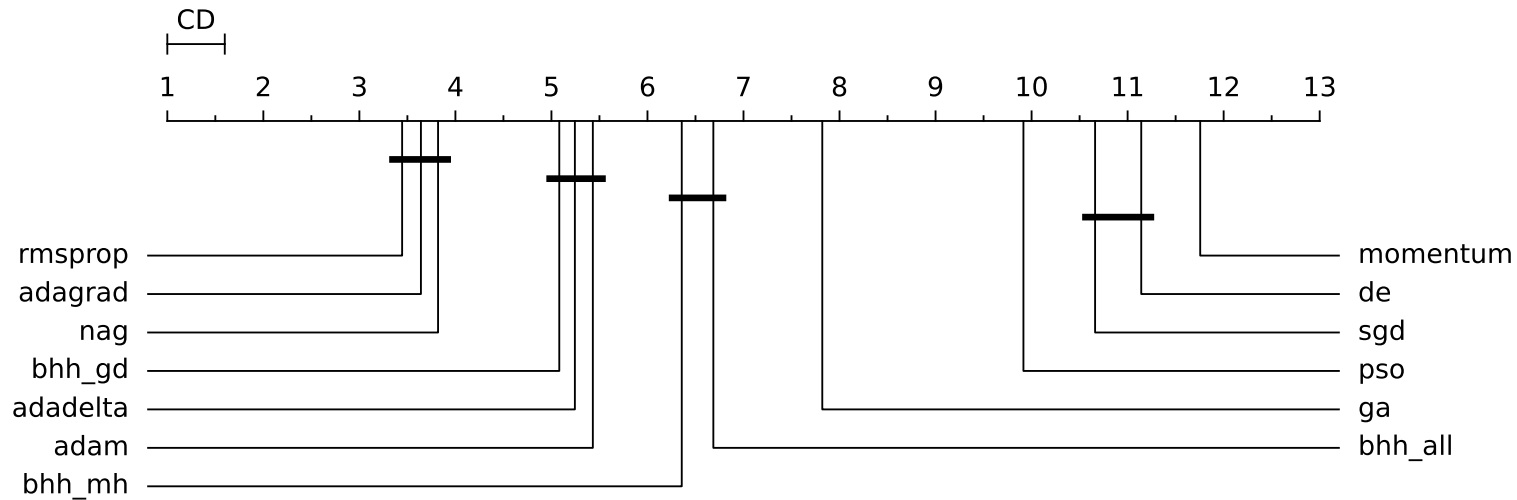 CD
1 2 3 4 5 6 7 8 9 10 11 12 13
rmsprop momentum
adagrad de
nag sgd
bhh_gd pso
adadelta ga
adam bhh_all
bhh_mh